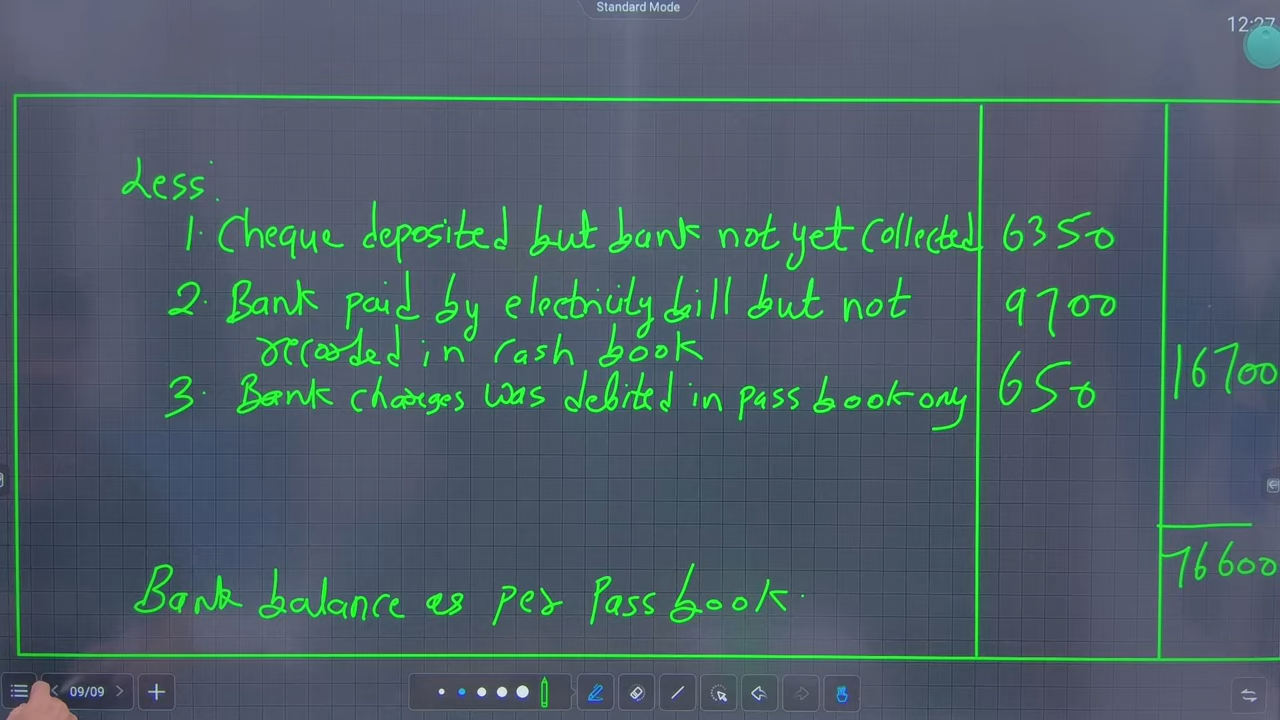 Standard Mode
12:27
Less:
1. Cheque deposited but bank not yet collected 6350
2. Bank paid by electricity bill but not 9700
recorded in cash book
3. Bank charges was debited in pass book ony 650 16700
76600
Bank balance as per Pass book.
09/09